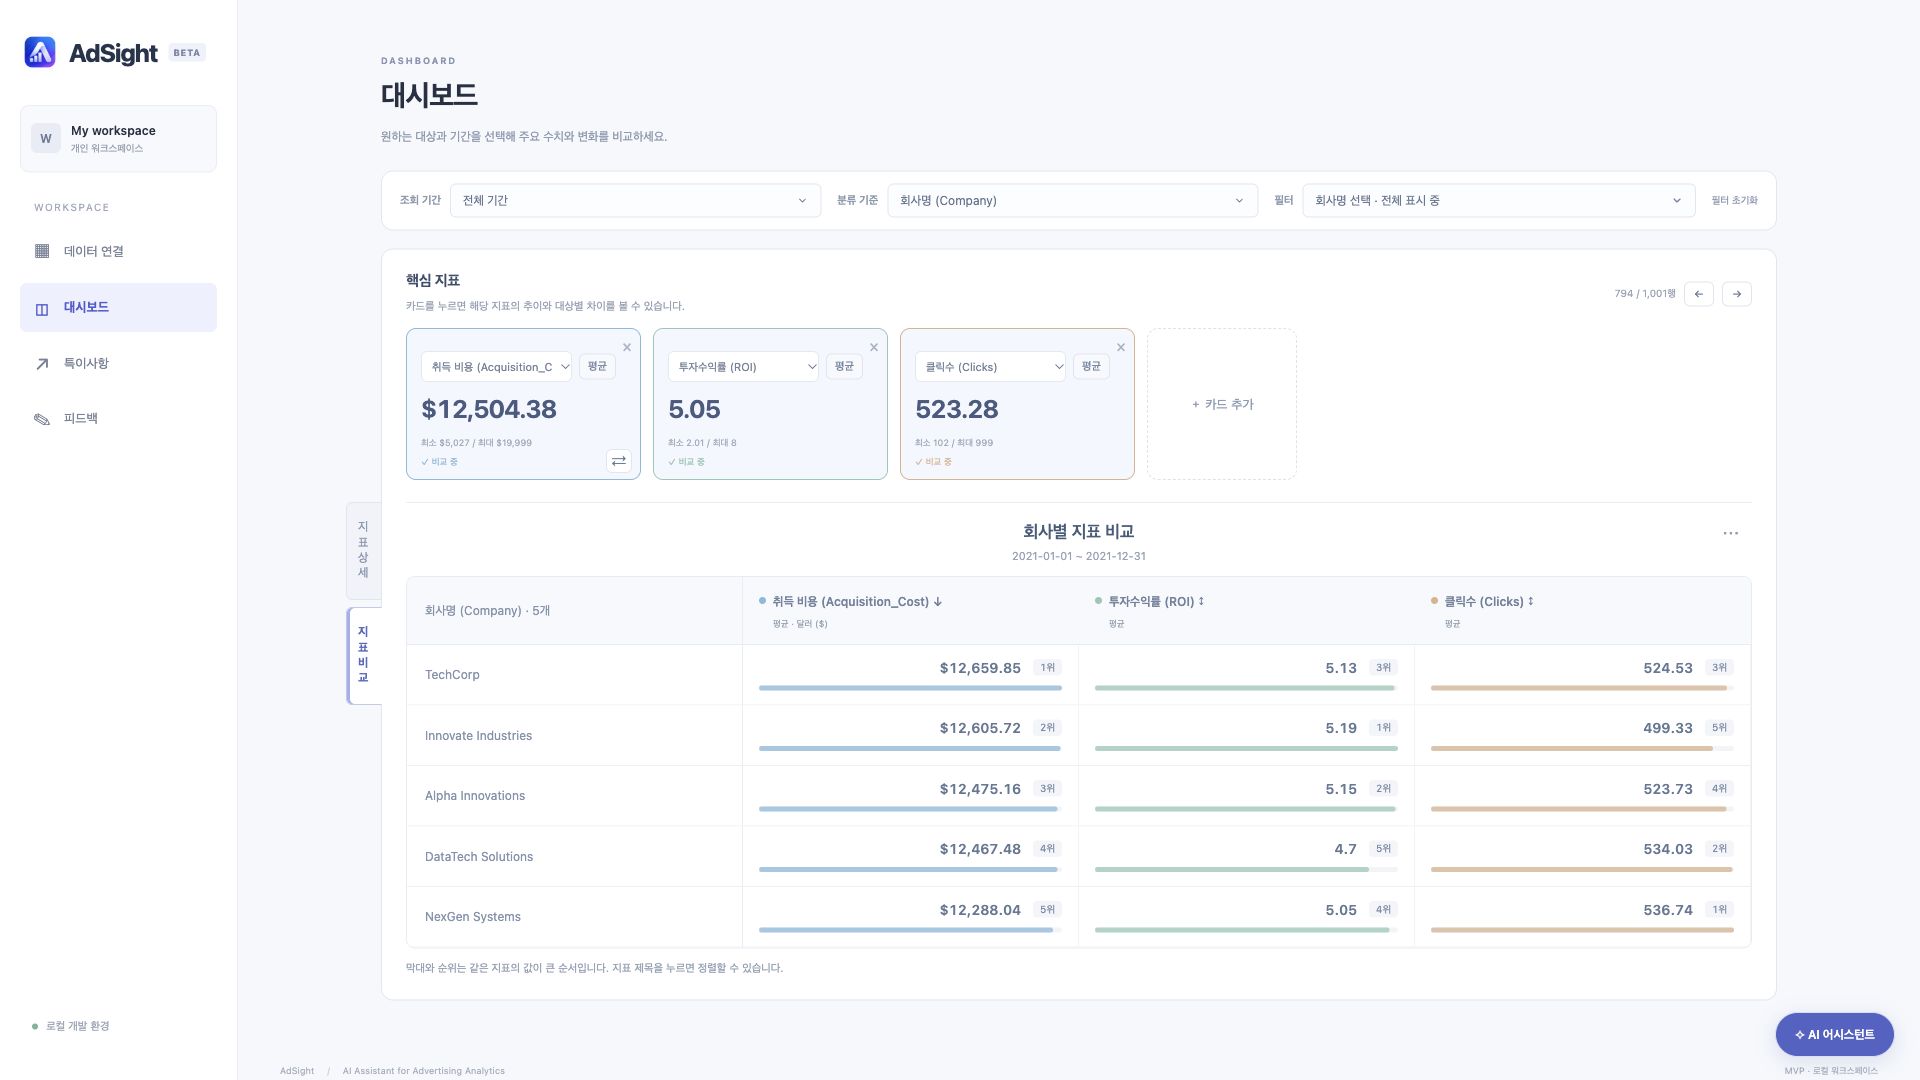 AdSight BETA
W
My workspace
개인 워크스페이스
WORKSPACE
데이터 연결
대시보드
특이사항
피드백
로컬 개발 환경
DASHBOARD
대시보드
원하는 대상과 기간을 선택해 주요 수치와 변화를 비교하세요.
조회 기간 전체 기간 분류 기준 회사명 (Company) 필터 회사명 선택 · 전체 표시 중 필터 초기화
핵심 지표
카드를 누르면 해당 지표의 추이와 대상별 차이를 볼 수 있습니다.
794 / 1,001행 ← →
×
취득 비용 (Acquisition_C 평균
$12,504.38
최소 $5,027 / 최대 $19,999
✓ 비교 중
×
투자수익률 (ROI) 평균
5.05
최소 2.01 / 최대 8
✓ 비교 중
×
클릭수 (Clicks) 평균
523.28
최소 102 / 최대 999
✓ 비교 중
+ 카드 추가
지표상세
지표비교
회사별 지표 비교
2021-01-01 ~ 2021-12-31
···
회사명 (Company) · 5개
취득 비용 (Acquisition_Cost) ↓
평균 · 달러 ($)
투자수익률 (ROI) ↕
평균
클릭수 (Clicks) ↕
평균
TechCorp $12,659.85 1위 5.13 3위 524.53 3위
Innovate Industries $12,605.72 2위 5.19 1위 499.33 5위
Alpha Innovations $12,475.16 3위 5.15 2위 523.73 4위
DataTech Solutions $12,467.48 4위 4.7 5위 534.03 2위
NexGen Systems $12,288.04 5위 5.05 4위 536.74 1위
막대와 순위는 같은 지표의 값이 큰 순서입니다. 지표 제목을 누르면 정렬할 수 있습니다.
✧ AI 어시스턴트
AdSight / AI Assistant for Advertising Analytics
MVP · 로컬 워크스페이스